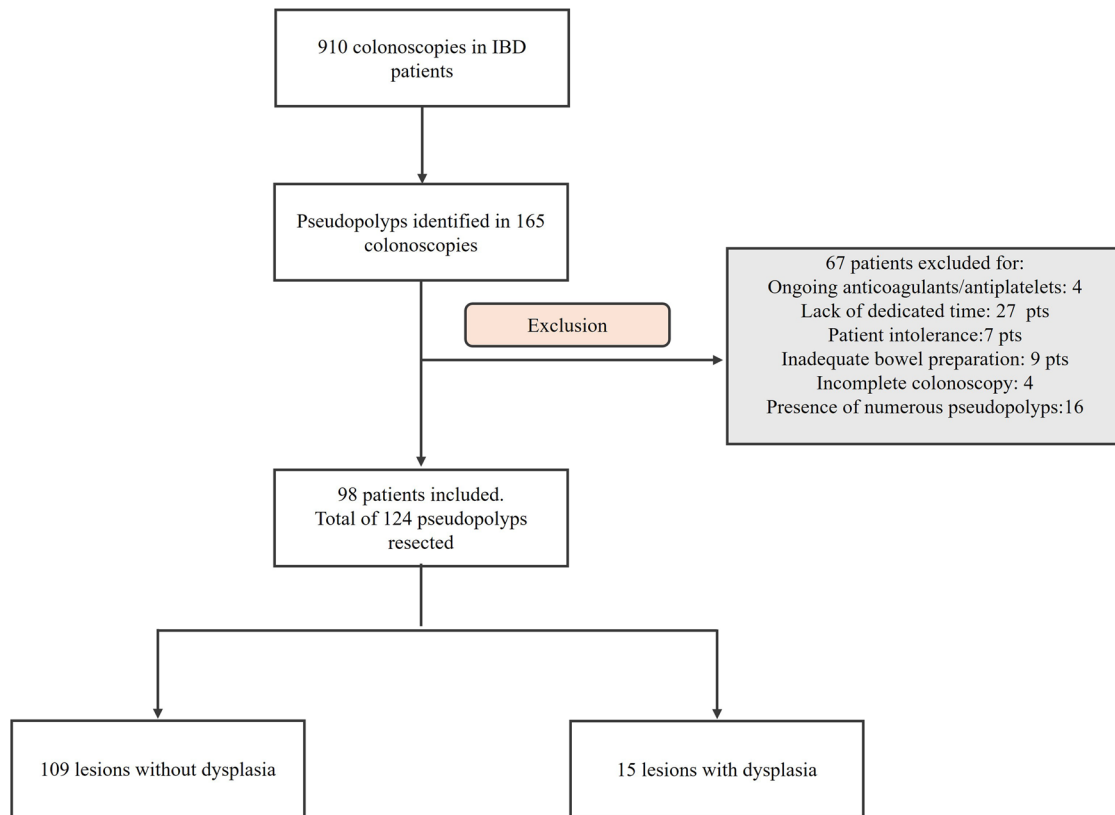 910 colonoscopies in IBD
patients
Pseudopolyps identified in 165
colonoscopies
Exclusion
67 patients excluded for:
Ongoing anticoagulants/antiplatelets: 4
Lack of dedicated time: 27 pts
Patient intolerance:7 pts
Inadequate bowel preparation: 9 pts
Incomplete colonoscopy: 4
Presence of numerous pseudopolyps:16
98 patients included.
Total of 124 pseudopolyps
resected
109 lesions without dysplasia
15 lesions with dysplasia